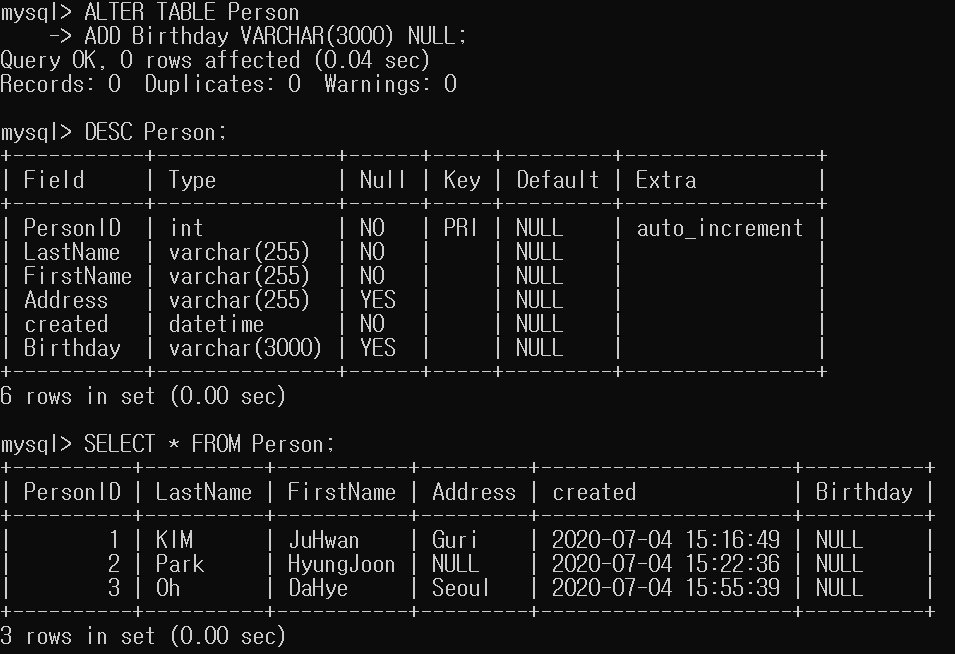 mysql> ALTER TABLE Person
    -> ADD Birthday VARCHAR(3000) NULL;
Query OK, 0 rows affected (0.04 sec)
Records: 0  Duplicates: 0  Warnings: 0
mysql> DESC Person;
+-----------+---------------+------+-----+---------+----------------+
| Field     | Type          | Null | Key | Default | Extra          |
+-----------+---------------+------+-----+---------+----------------+
| PersonID  | int           | NO   | PRI | NULL    | auto_increment |
| LastName  | varchar(255)  | NO   |     | NULL    |                |
| FirstName | varchar(255)  | NO   |     | NULL    |                |
| Address   | varchar(255)  | YES  |     | NULL    |                |
| created   | datetime      | NO   |     | NULL    |                |
| Birthday  | varchar(3000) | YES  |     | NULL    |                |
+-----------+---------------+------+-----+---------+----------------+
6 rows in set (0.00 sec)
mysql> SELECT * FROM Person;
+----------+----------+-----------+---------+---------------------+----------+
| PersonID | LastName | FirstName | Address | created             | Birthday |
+----------+----------+-----------+---------+---------------------+----------+
|        1 | KIM      | JuHwan    | Guri    | 2020-07-04 15:16:49 | NULL     |
|        2 | Park     | HyungJoon | NULL    | 2020-07-04 15:22:36 | NULL     |
|        3 | Oh       | DaHye     | Seoul   | 2020-07-04 15:55:39 | NULL     |
+----------+----------+-----------+---------+---------------------+----------+
3 rows in set (0.00 sec)